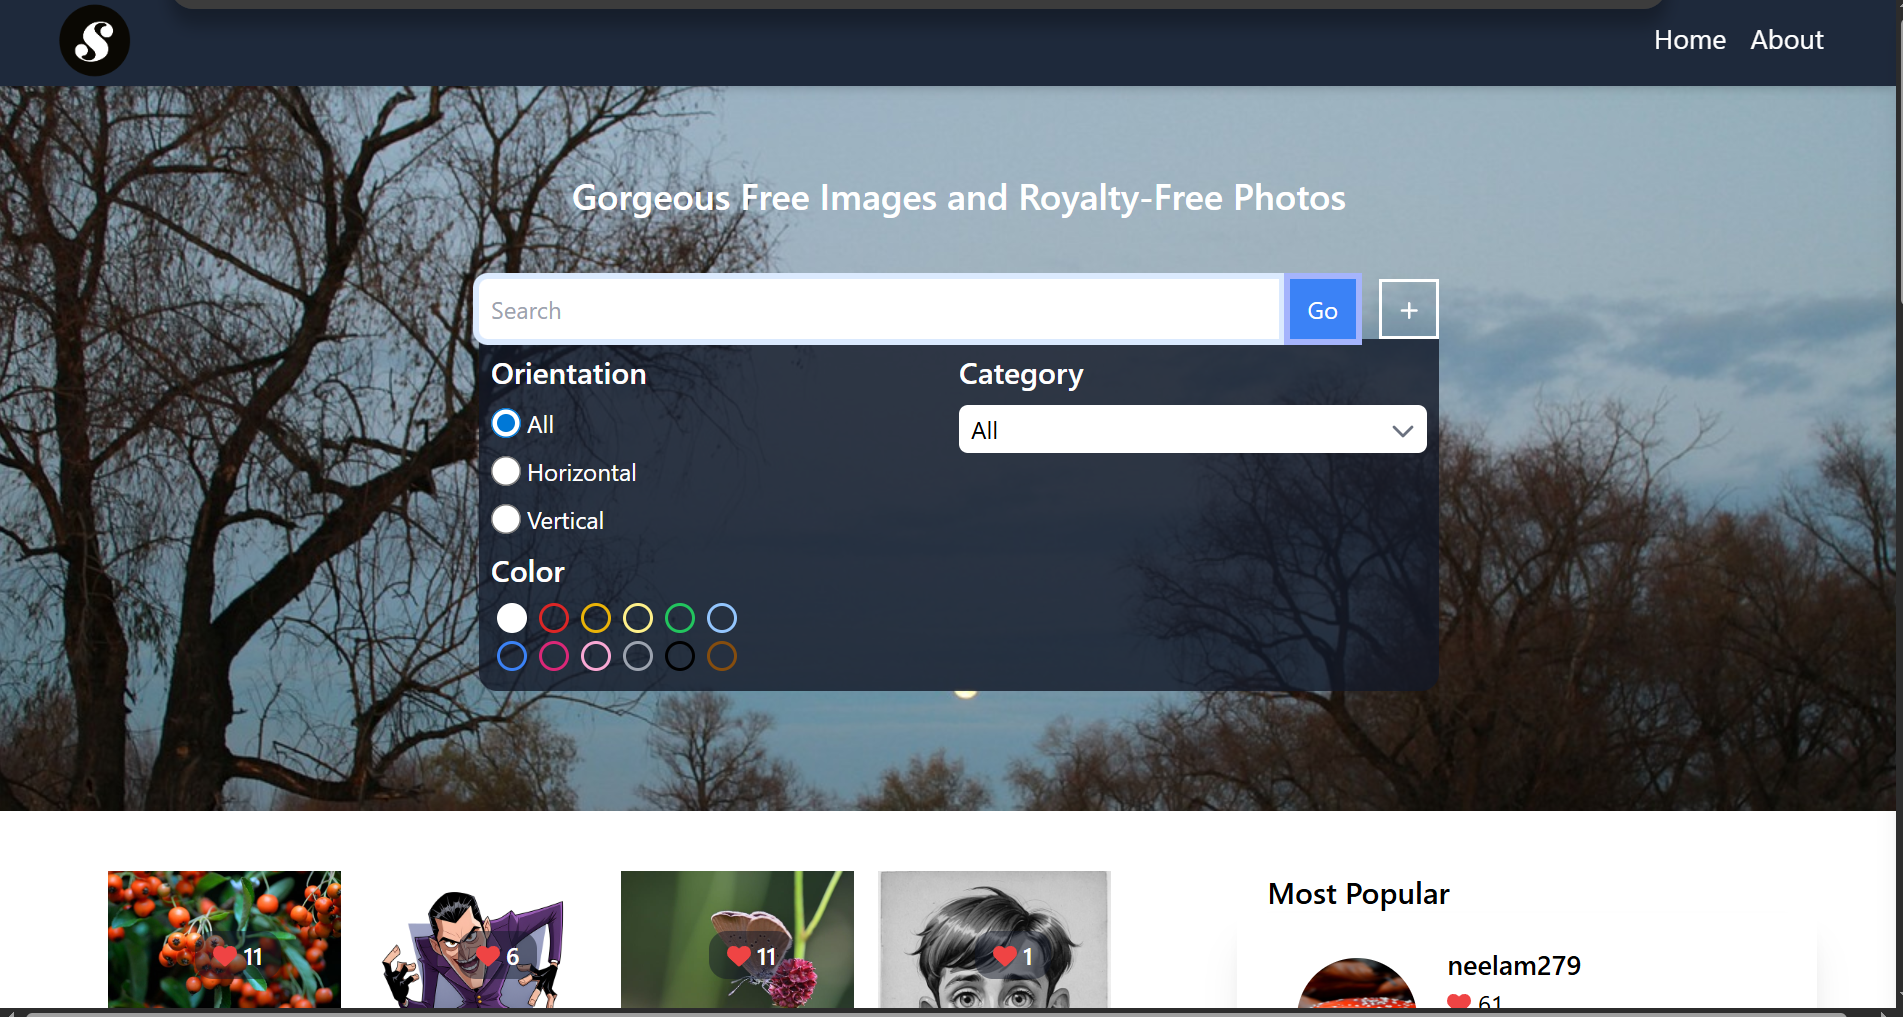 S
Home About
Gorgeous Free Images and Royalty-Free Photos
Search Go +
Orientation
All
Horizontal
Vertical
Color
Category
All
11
6
11
1
Most Popular
neelam279
61